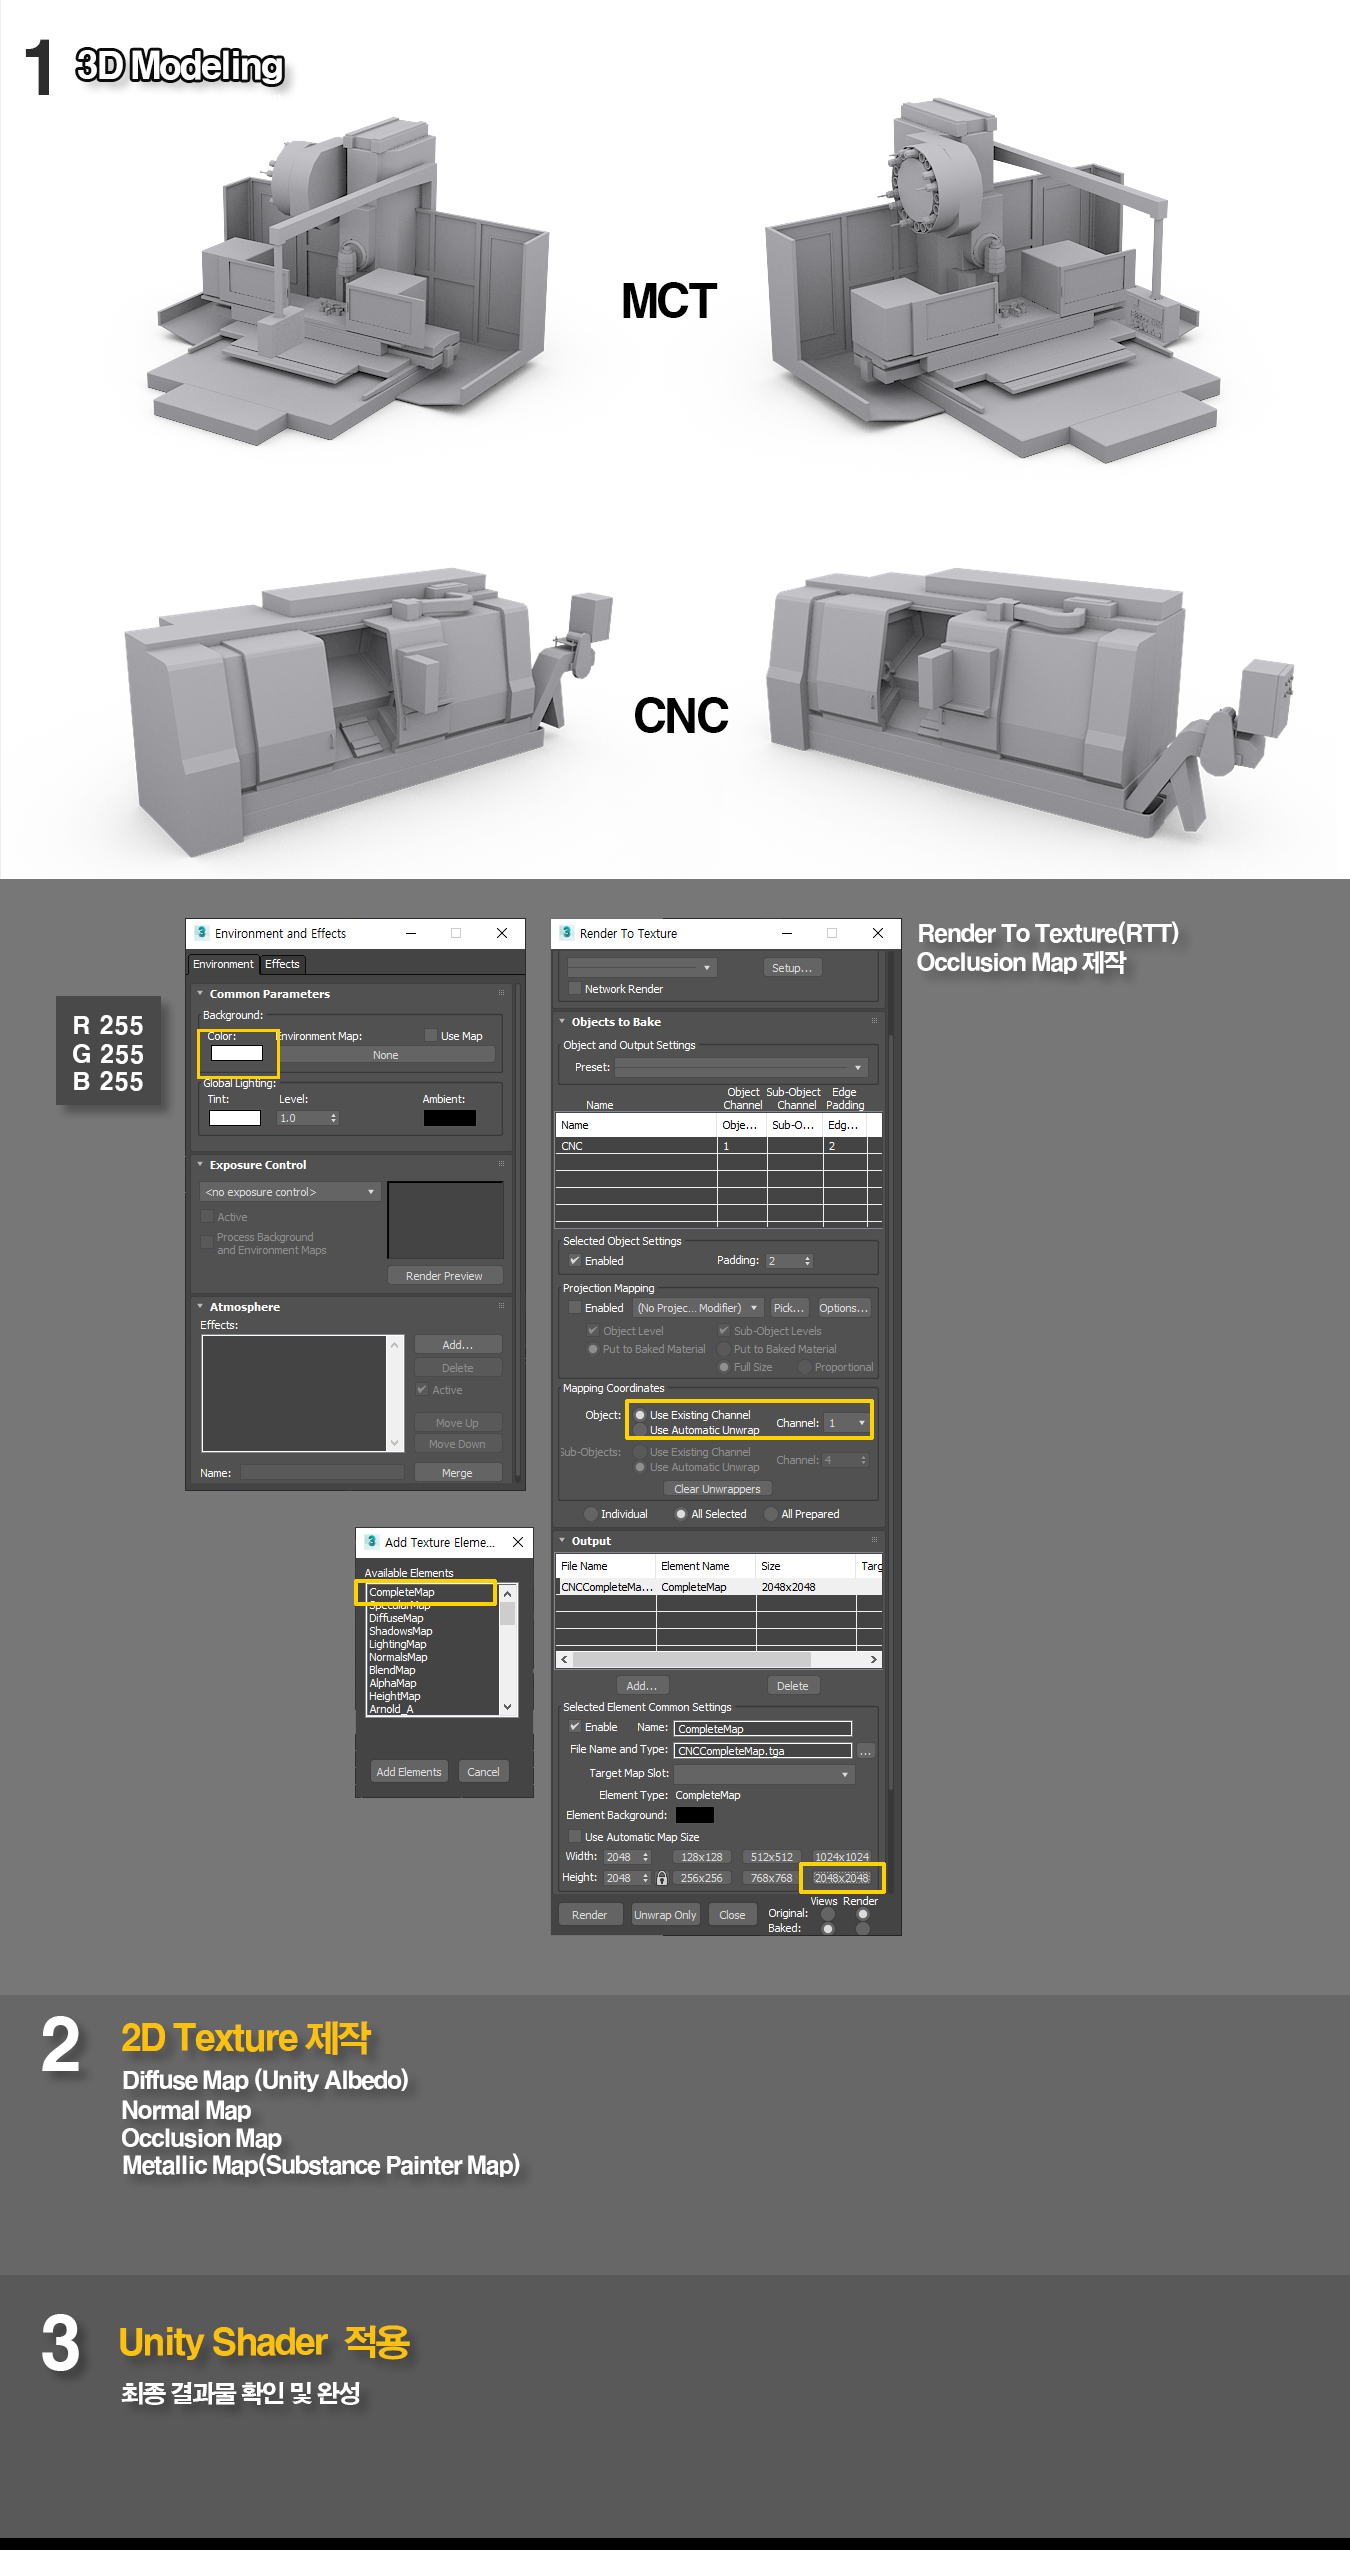 1 3D Modeling
MCT
CNC
Render To Texture(RTT)
Occlusion Map 제작
R 255
G 255
B 255
Environment and Effects
Environment Effects
Common Parameters
Background:
Color: Environment Map: Use Map
None
Global Lighting:
Tint: Level: Ambient:
1.0
Exposure Control
<no exposure control>
Active
Process Background
and Environment Maps
Render Preview
Atmosphere
Effects:
Add...
Delete
Active
Move Up
Move Down
Name: Merge
Add Texture Eleme...
Available Elements
CompleteMap
SpecularMap
DiffuseMap
ShadowsMap
LightingMap
NormalsMap
BlendMap
AlphaMap
HeightMap
Arnold_A
Add Elements Cancel
Render To Texture
Setup...
Network Render
Objects to Bake
Object and Output Settings
Preset:
Object Sub-Object Edge
Name Channel Channel Padding
Name Obje... Sub-O... Edg...
CNC 1 2
Selected Object Settings
Enabled Padding: 2
Projection Mapping
Enabled (No Projec... Modifier) Pick... Options...
Object Level Sub-Object Levels
Put to Baked Material Put to Baked Material
Full Size Proportional
Mapping Coordinates
Object: Use Existing Channel Channel: 1
Use Automatic Unwrap
Sub-Objects: Use Existing Channel Channel: 4
Use Automatic Unwrap
Clear Unwrappers
Individual All Selected All Prepared
Output
File Name Element Name Size Targ
CNCCompleteMa... CompleteMap 2048x2048
Add... Delete
Selected Element Common Settings
Enable Name: CompleteMap
File Name and Type: CNCCompleteMap.tga ...
Target Map Slot:
Element Type: CompleteMap
Element Background:
Use Automatic Map Size
Width: 2048 128x128 512x512 1024x1024
Height: 2048 256x256 768x768 2048x2048
Views Render
Render Unwrap Only Close Original:
Baked:
2 2D Texture 제작
Diffuse Map (Unity Albedo)
Normal Map
Occlusion Map
Metallic Map(Substance Painter Map)
3 Unity Shader 적용
최종 결과물 확인 및 완성